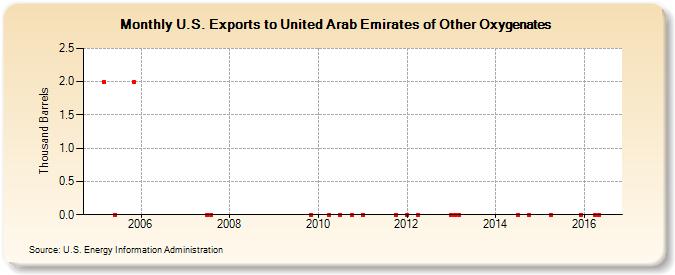 Monthly U.S. Exports to United Arab Emirates of Other Oxygenates
Thousand Barrels
2.5
2.0
1.5
1.0
0.5
0.0
2006 2008 2010 2012 2014 2016
Source: U.S. Energy Information Administration